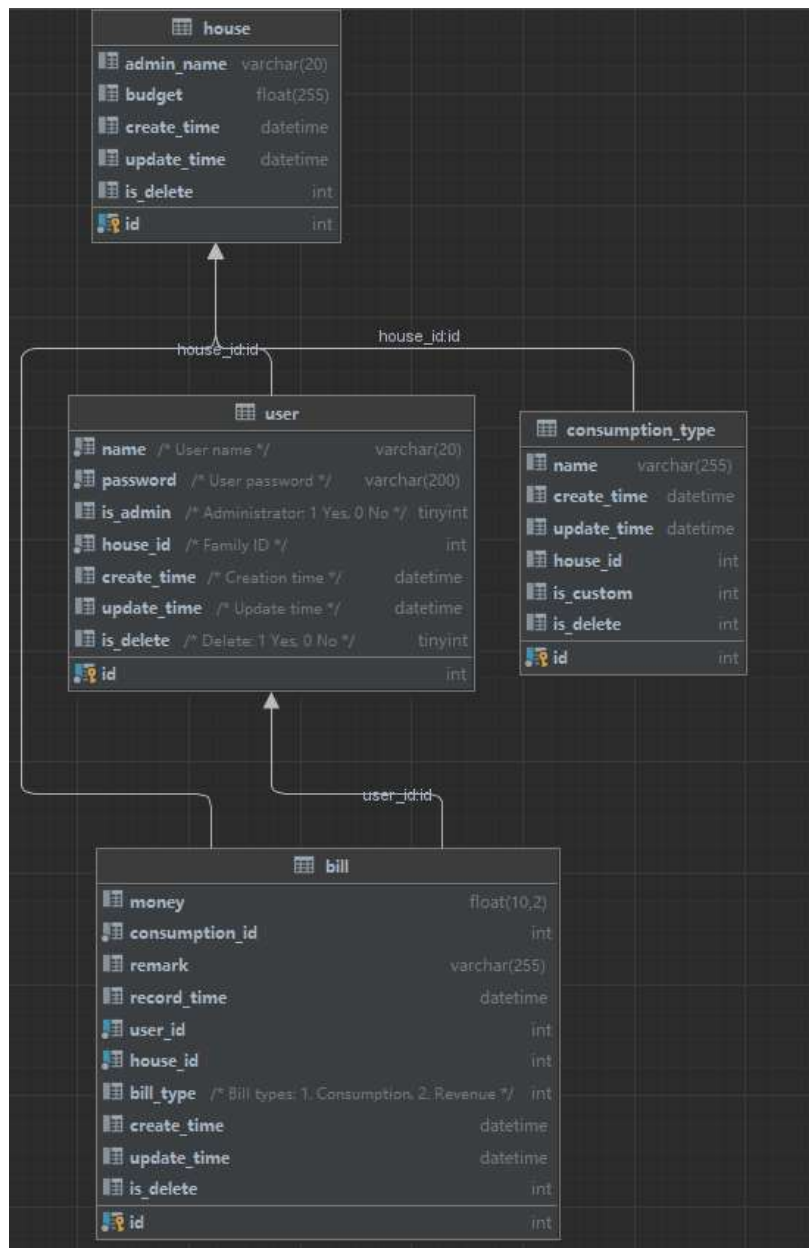 house
admin_name varchar(20)
budget float(255)
create_time datetime
update_time datetime
is_delete int
id int
house_id:id
house_id:id
user
name /* User name */ varchar(20)
password /* User password */ varchar(200)
is_admin /* Administrator: 1 Yes, 0 No */ tinyint
house_id /* Family ID */ int
create_time /* Creation time */ datetime
update_time /* Update time */ datetime
is_delete /* Delete: 1 Yes, 0 No */ tinyint
id int
consumption_type
name varchar(255)
create_time datetime
update_time datetime
house_id int
is_custom int
is_delete int
id int
user_id:id
bill
money float(10,2)
consumption_id int
remark varchar(255)
record_time datetime
user_id int
house_id int
bill_type /* Bill types: 1. Consumption, 2. Revenue */ int
create_time datetime
update_time datetime
is_delete int
id int